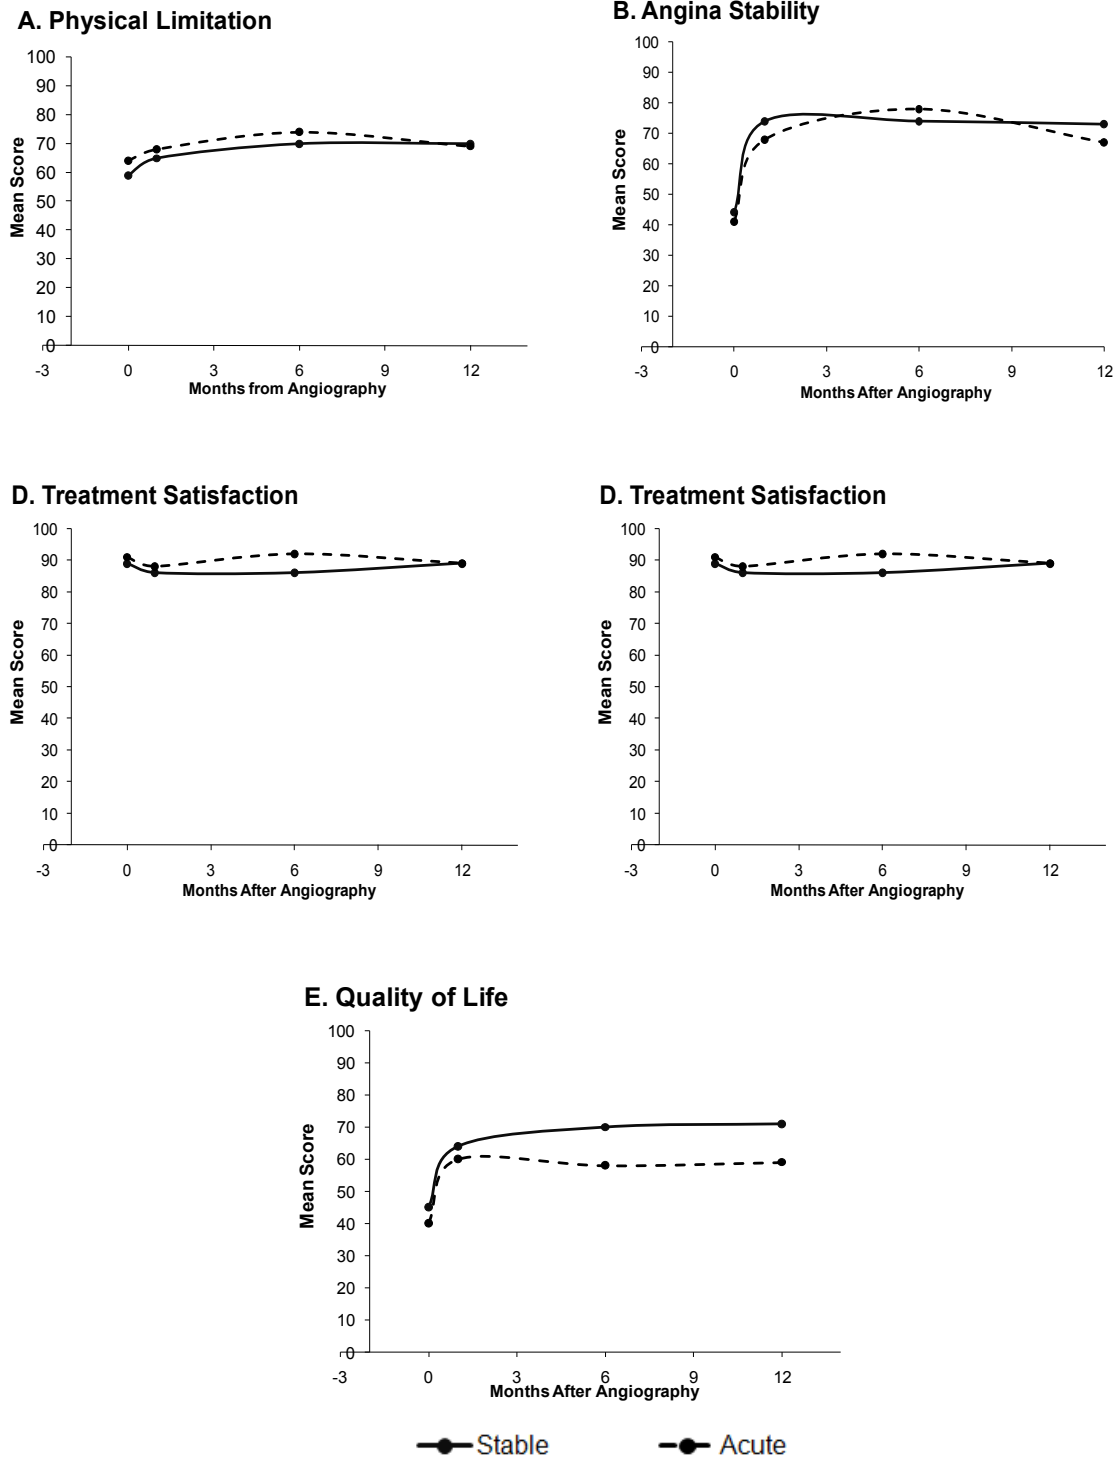 A. Physical Limitation
100
90
80
70
60
50
40
30
20
10
0
Mean Score
-3 0 3 6 9 12
Months from Angiography
B. Angina Stability
100
90
80
70
60
50
40
30
20
10
0
Mean Score
-3 0 3 6 9 12
Months After Angiography
D. Treatment Satisfaction
100
90
80
70
60
50
40
30
20
10
0
Mean Score
-3 0 3 6 9 12
Months After Angiography
D. Treatment Satisfaction
100
90
80
70
60
50
40
30
20
10
0
Mean Score
-3 0 3 6 9 12
Months After Angiography
E. Quality of Life
100
90
80
70
60
50
40
30
20
10
0
Mean Score
-3 0 3 6 9 12
Months After Angiography
Stable Acute